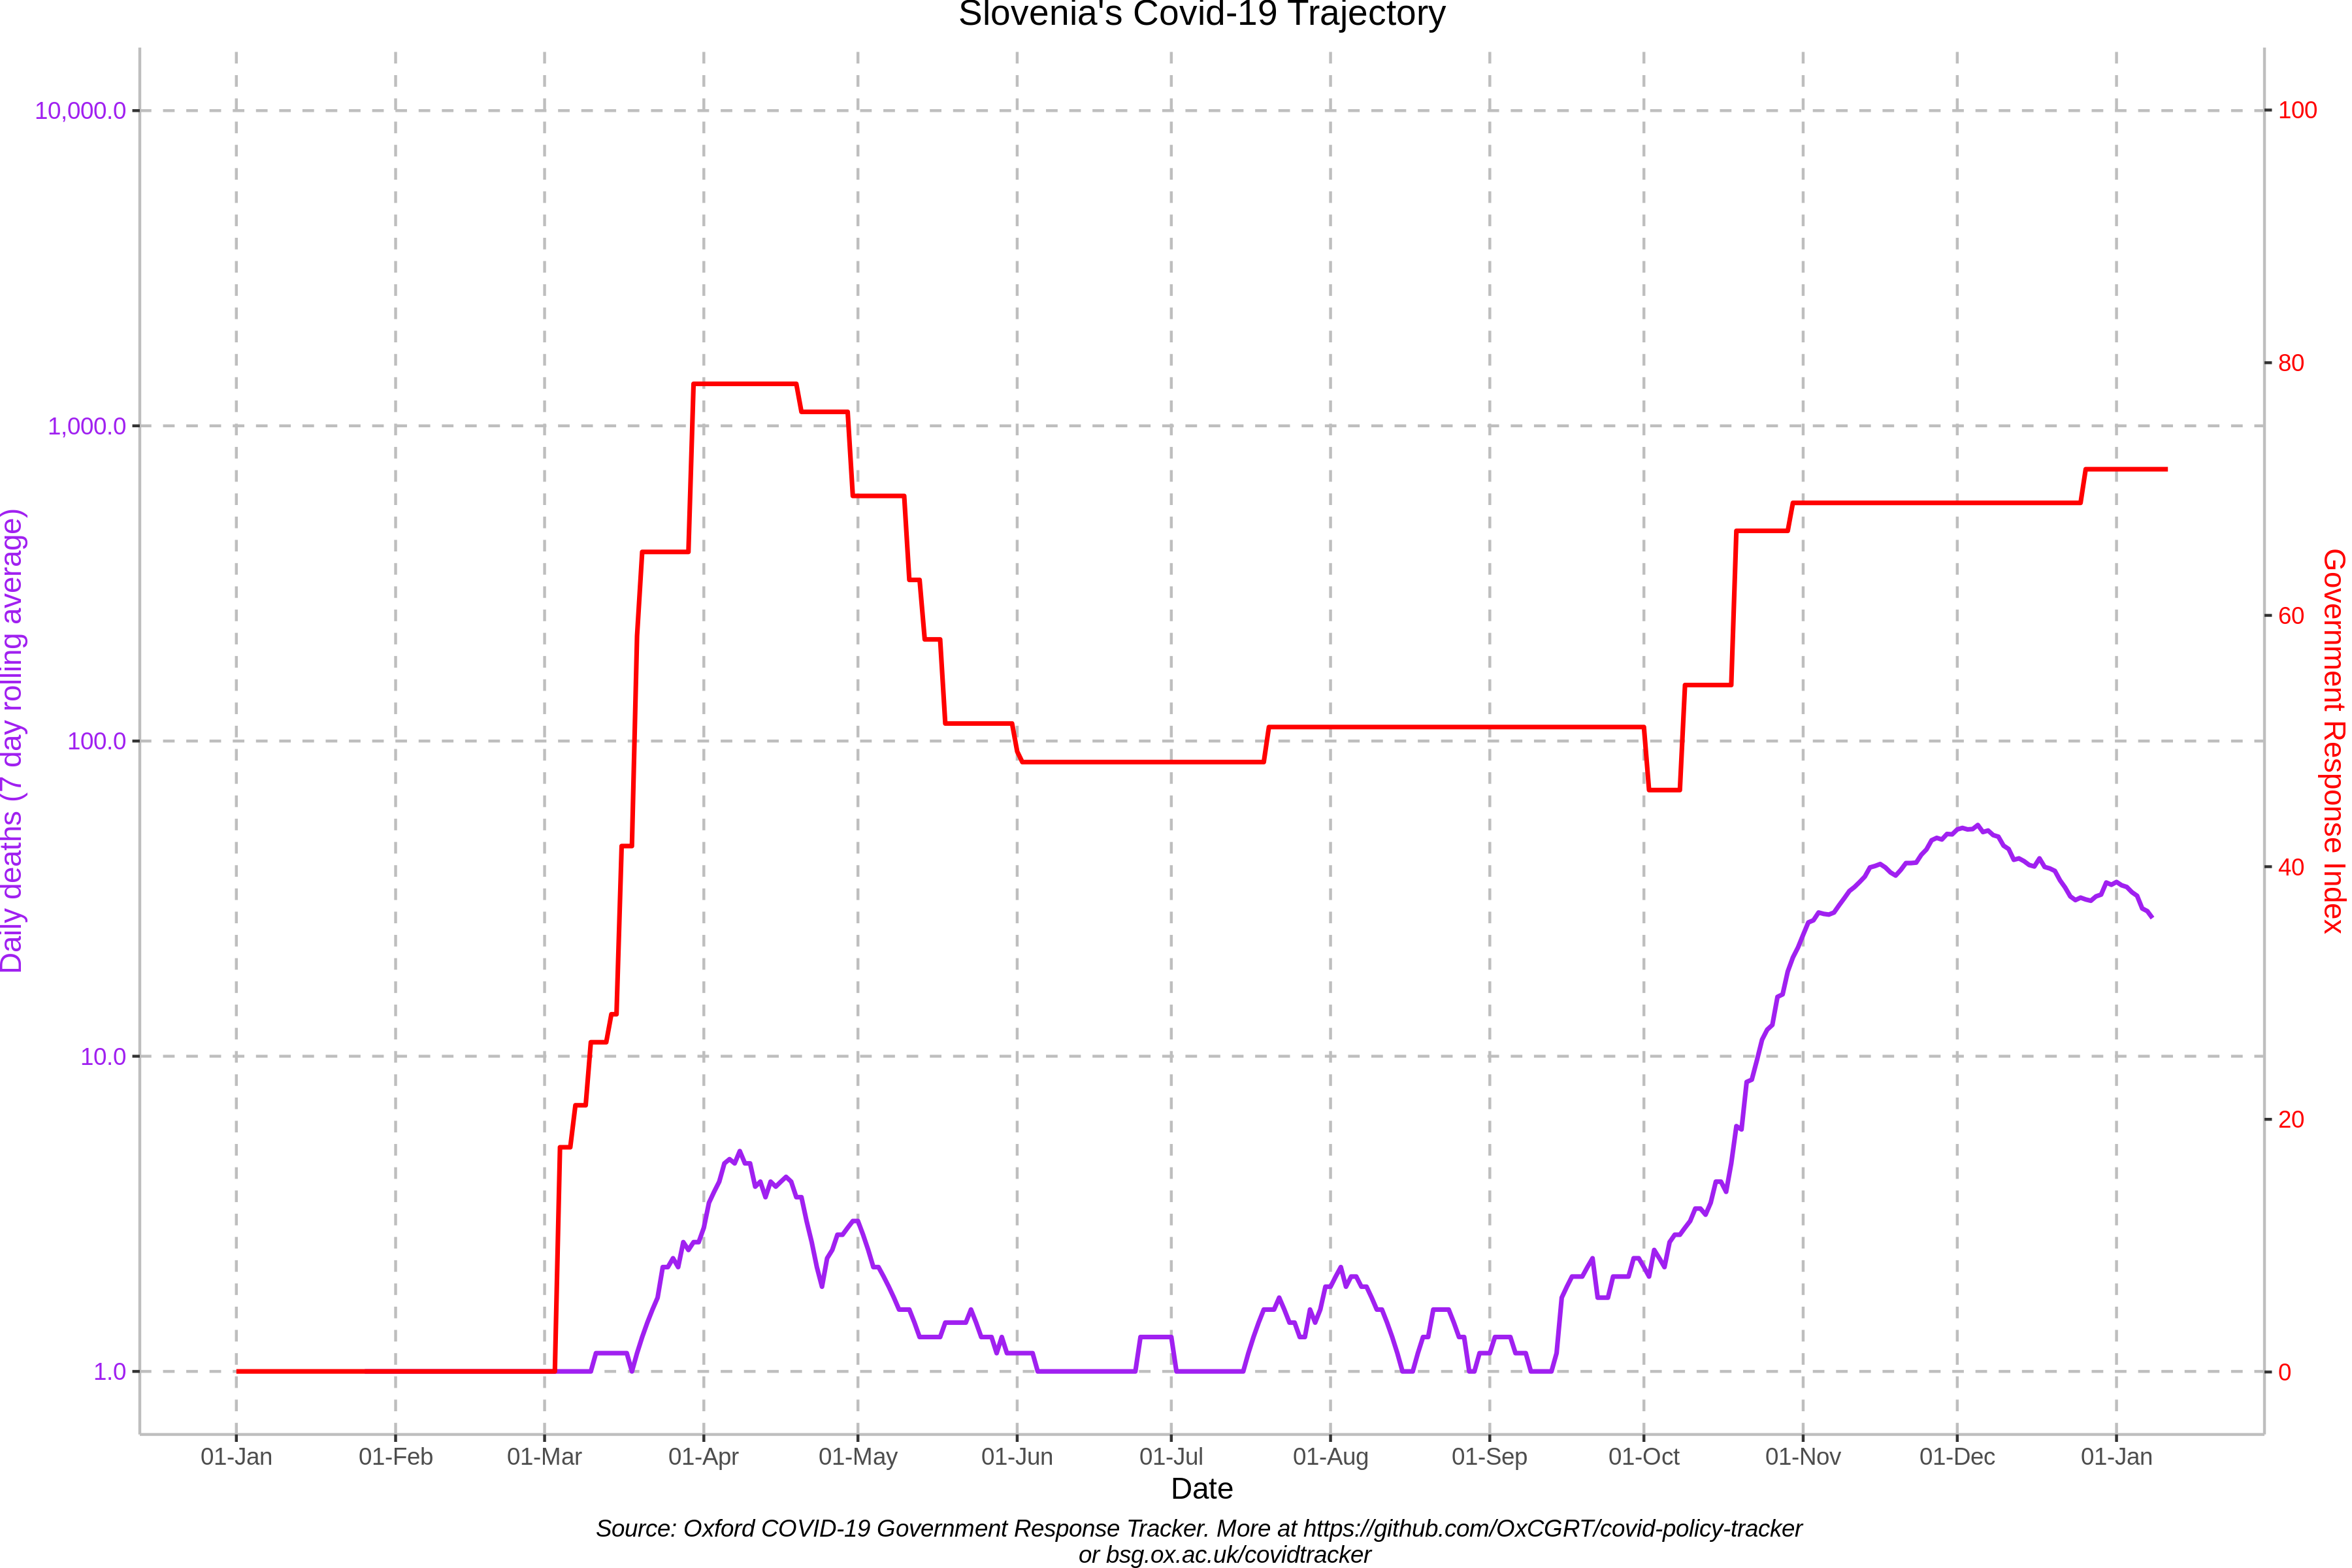 Slovenia's Covid-19 Trajectory
10,000.0
1,000.0
100.0
10.0
1.0
Daily deaths (7 day rolling average)
100
80
60
40
20
0
Government Response Index
01-Jan 01-Feb 01-Mar 01-Apr 01-May 01-Jun 01-Jul 01-Aug 01-Sep 01-Oct 01-Nov 01-Dec 01-Jan
Date
Source: Oxford COVID-19 Government Response Tracker. More at https://github.com/OxCGRT/covid-policy-tracker
or bsg.ox.ac.uk/covidtracker